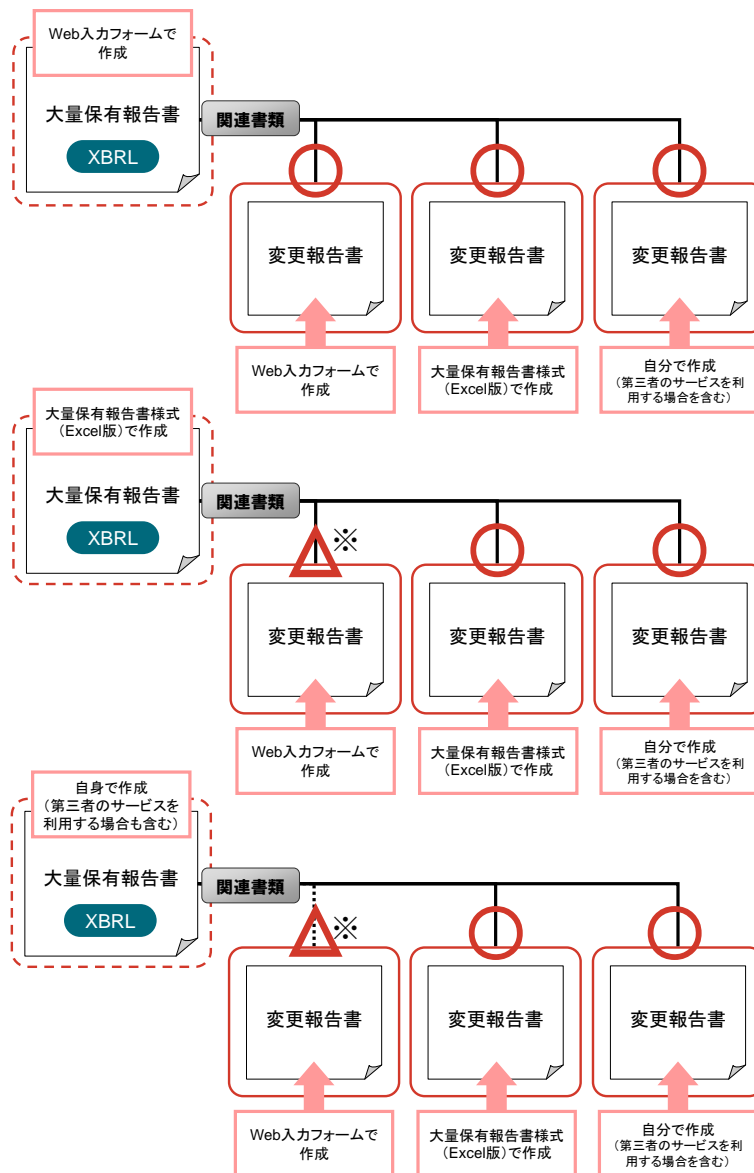 Web入力フォームで
作成
大量保有報告書
XBRL
関連書類
変更報告書
変更報告書
変更報告書
Web入力フォームで
作成
大量保有報告書様式
(Excel版)で作成
自分で作成
(第三者のサービスを利
用する場合を含む)
大量保有報告書様式
(Excel版)で作成
大量保有報告書
XBRL
関連書類
※
変更報告書
変更報告書
変更報告書
Web入力フォームで
作成
大量保有報告書様式
(Excel版)で作成
自分で作成
(第三者のサービスを利
用する場合を含む)
自身で作成
(第三者のサービスを
利用する場合も含む)
大量保有報告書
XBRL
関連書類
※
変更報告書
変更報告書
変更報告書
Web入力フォームで
作成
大量保有報告書様式
(Excel版)で作成
自分で作成
(第三者のサービスを利
用する場合を含む)